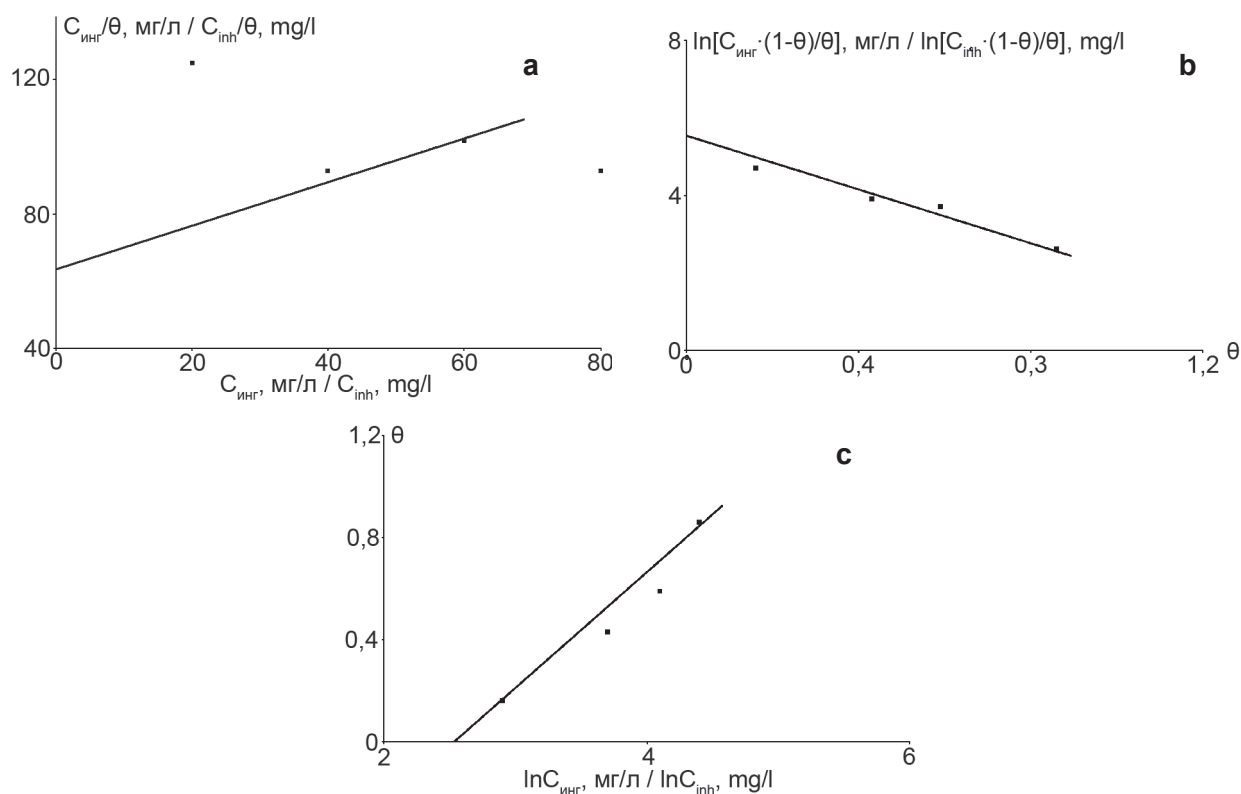 C_инг/θ, мг/л / C_inh/θ, mg/l
a
120
80
40
0
20
40
60
80
C_инг, мг/л / C_inh, mg/l
ln[C_инг·(1-θ)/θ], мг/л / ln[C_inh·(1-θ)/θ], mg/l
b
8
4
0
0
0,4
0,3
1,2
θ
1,2 θ
c
0,8
0,4
0
2
4
6
lnC_инг, мг/л / lnC_inh, mg/l